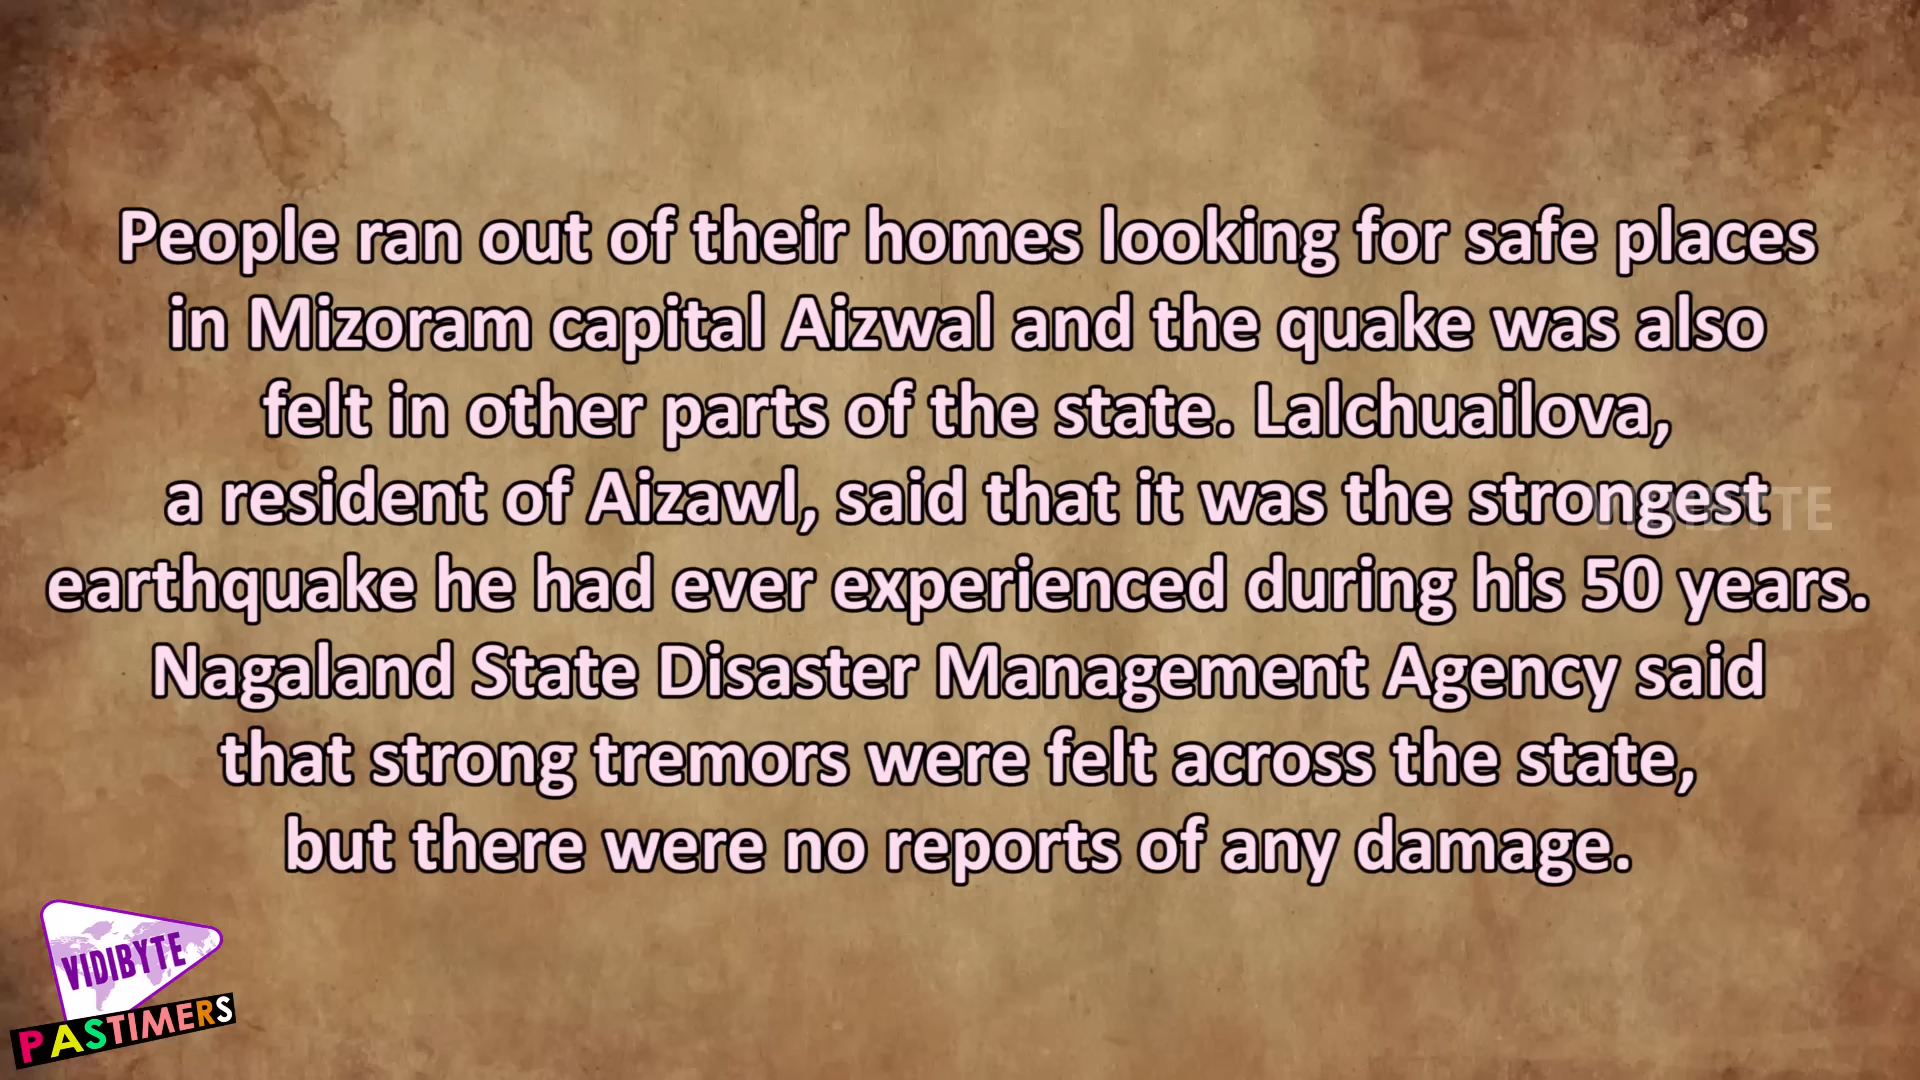 People ran out of their homes looking for safe places
in Mizoram capital Aizwal and the quake was also
felt in other parts of the state. Lalchuailova,
a resident of Aizawl, said that it was the strongest
earthquake he had ever experienced during his 50 years.
Nagaland State Disaster Management Agency said
that strong tremors were felt across the state,
but there were no reports of any damage.
VIDIBYTE
PASTIMERS